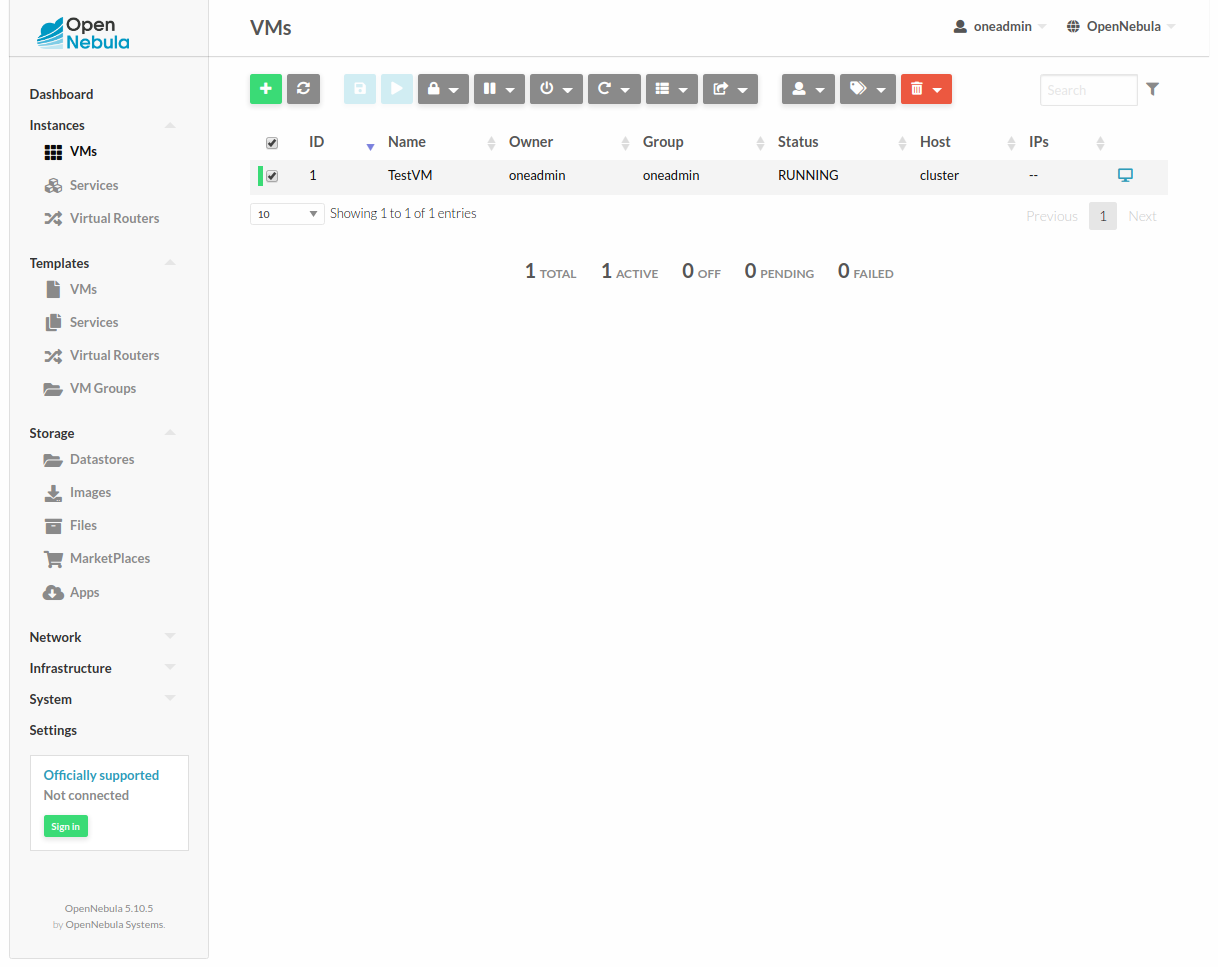 Open
Nebula
VMs
oneadmin
OpenNebula
Dashboard
Instances
VMs
Services
Virtual Routers
Templates
VMs
Services
Virtual Routers
VM Groups
Storage
Datastores
Images
Files
MarketPlaces
Apps
Network
Infrastructure
System
Settings
Officially supported
Not connected
Sign in
OpenNebula 5.10.5
by OpenNebula Systems.
Search
ID Name Owner Group Status Host IPs
1 TestVM oneadmin oneadmin RUNNING cluster --
10 Showing 1 to 1 of 1 entries
Previous 1 Next
1 TOTAL 1 ACTIVE 0 OFF 0 PENDING 0 FAILED